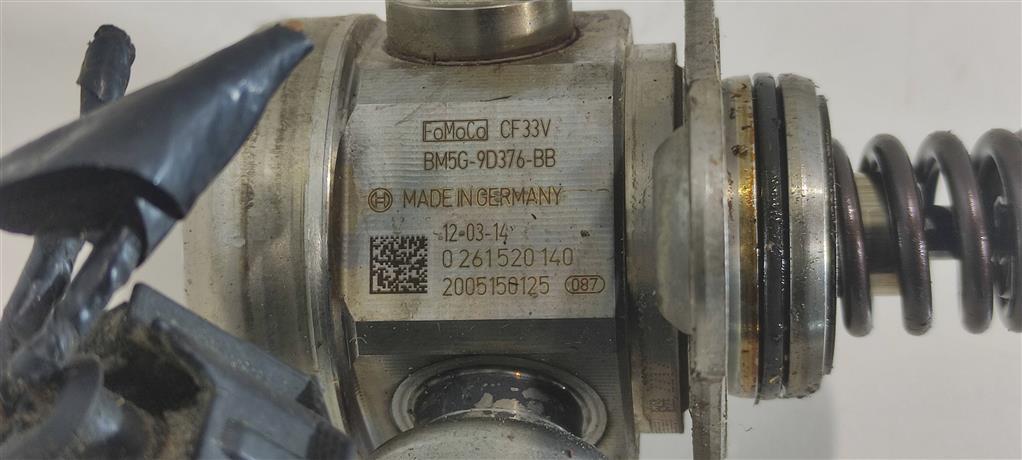 FoMoCo CF33V
BM5G-9D376-BB
MADE IN GERMANY
12-03-14
0 261 520 140
2005150125 087